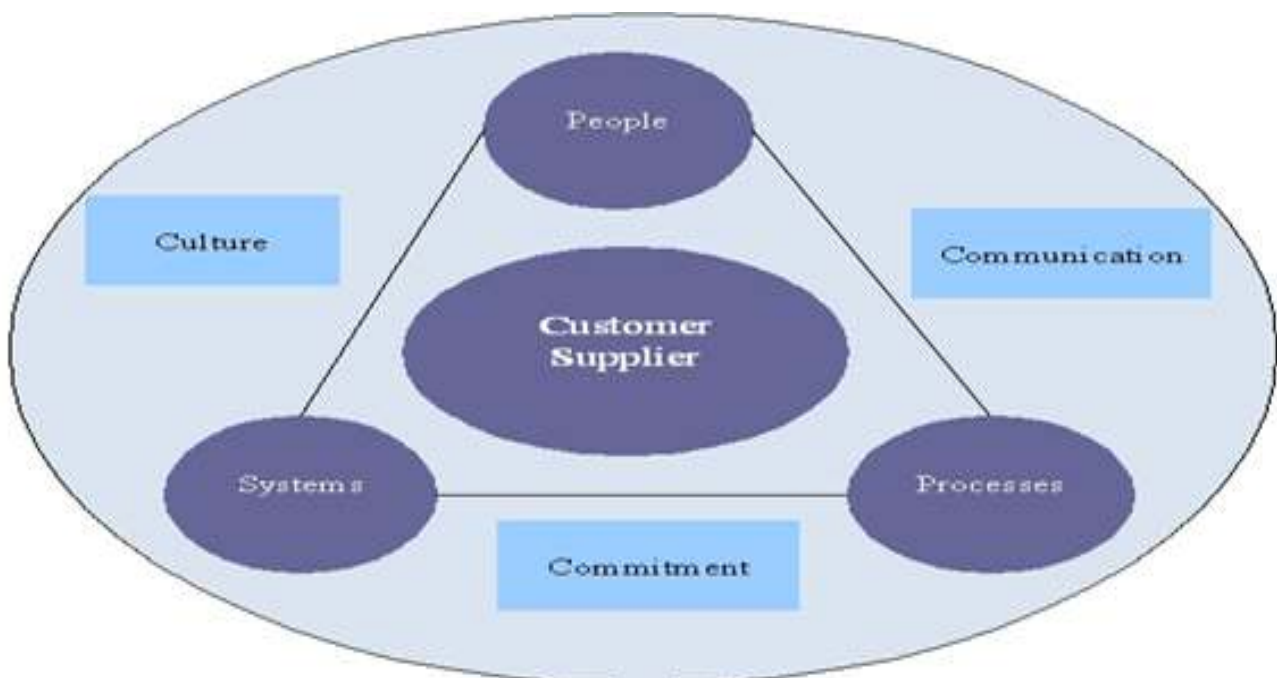 People
Culture
Communication
Customer
Supplier
Systems
Processes
Commitment